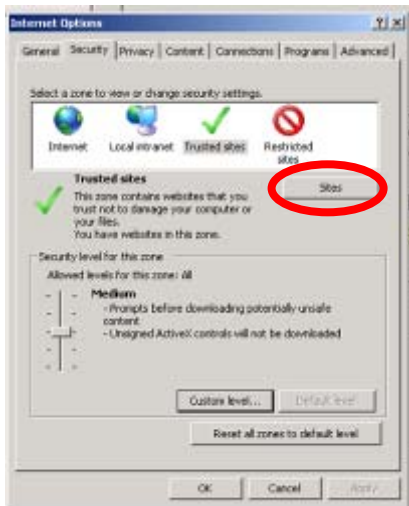 Internet Options
General Security Privacy Content Connections Programs Advanced
Select a zone to view or change security settings.
Internet Local intranet Trusted sites Restricted
sites
Trusted sites
Sites
This zone contains websites that you
trust not to damage your computer or
your files.
You have websites in this zone.
Security level for this zone
Allowed levels for this zone: All
Medium
- Prompts before downloading potentially unsafe
content
- Unsigned ActiveX controls will not be downloaded
Custom level... Default level
Reset all zones to default level
OK Cancel Apply